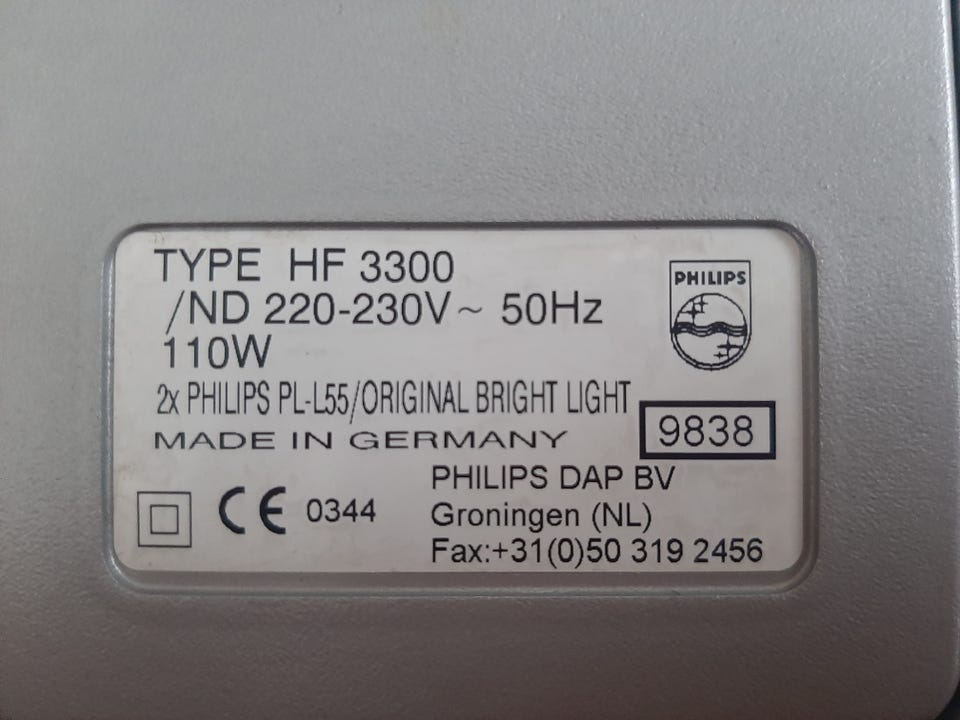 TYPE HF 3300
/ND 220-230V ~ 50Hz
110W
2x PHILIPS PL-L55/ORIGINAL BRIGHT LIGHT
MADE IN GERMANY
PHILIPS
9838
CE 0344
PHILIPS DAP BV
Groningen (NL)
Fax:+31(0)50 319 2456